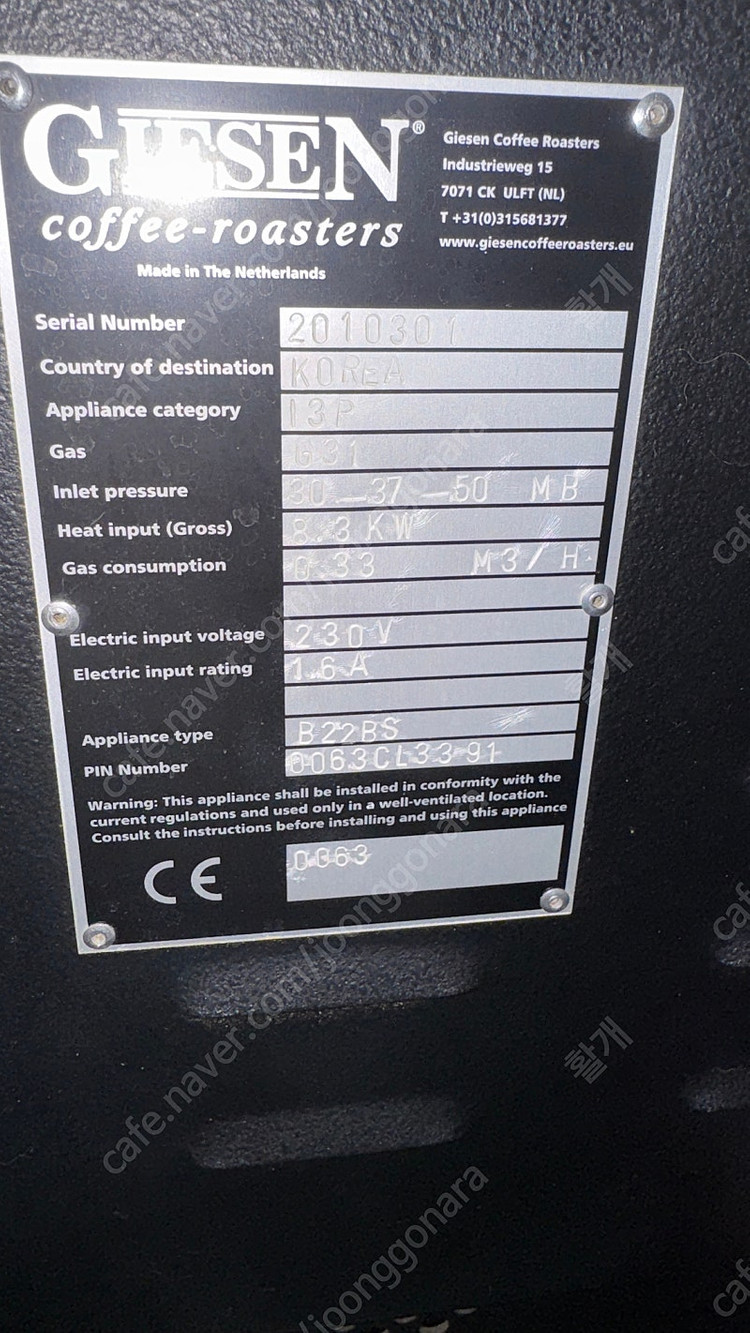 GIESEN®
coffee-roasters
Made in The Netherlands
Giesen Coffee Roasters
Industrieweg 15
7071 CK ULFT (NL)
T +31(0)315681377
www.giesencoffeeroasters.eu
Serial Number 2010301
Country of destination KOREA
Appliance category I3P
Gas G31
Inlet pressure 30-37-50 MB
Heat input (Gross) 8.3 KW
Gas consumption 0.33 M3/H.
Electric input voltage 230V
Electric input rating 1.6A
Appliance type B22BS
PIN Number 0063CL3391
Warning: This appliance shall be installed in conformity with the
current regulations and used only in a well-ventilated location.
Consult the instructions before installing and using this appliance
CE 0063
cafe.naver.com/joonggonara
활개